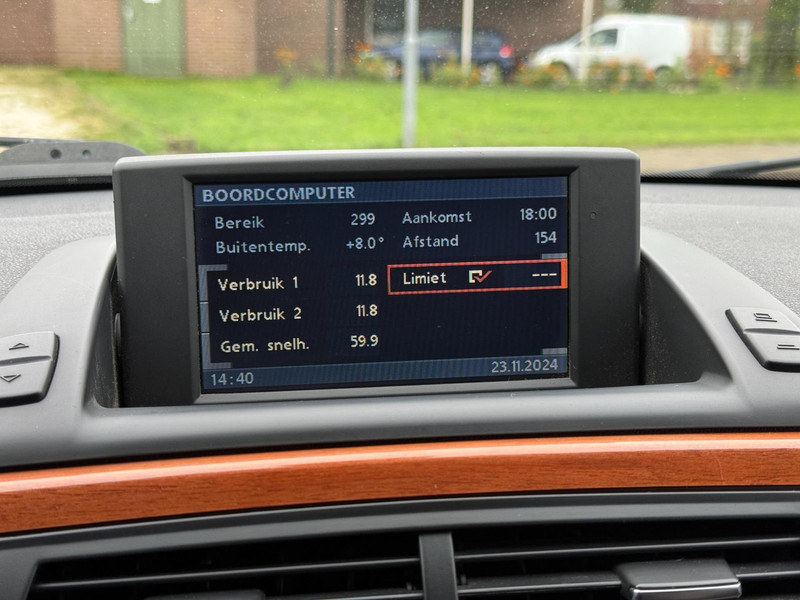 BOORDCOMPUTER
Bereik 299 Aankomst 18:00
Buitentemp. +8.0° Afstand 154
Verbruik 1 11.8 Limiet ---
Verbruik 2 11.8
Gem. snelh. 59.9
14:40 23.11.2024